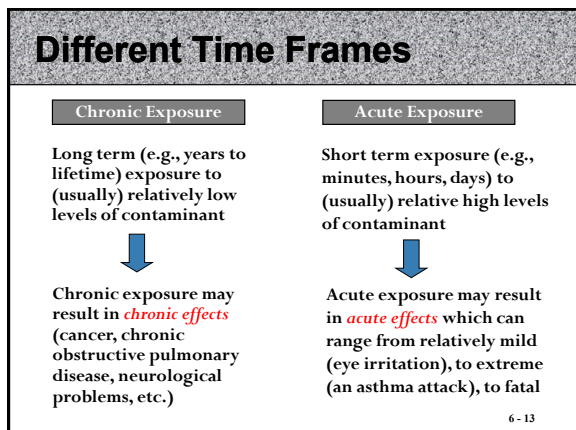 Different Time Frames
Chronic Exposure
Long term (e.g., years to
lifetime) exposure to
(usually) relatively low
levels of contaminant
Chronic exposure may
result in chronic effects
(cancer, chronic
obstructive pulmonary
disease, neurological
problems, etc.)
Acute Exposure
Short term exposure (e.g.,
minutes, hours, days) to
(usually) relative high levels
of contaminant
Acute exposure may result
in acute effects which can
range from relatively mild
(eye irritation), to extreme
(an asthma attack), to fatal
6 - 13